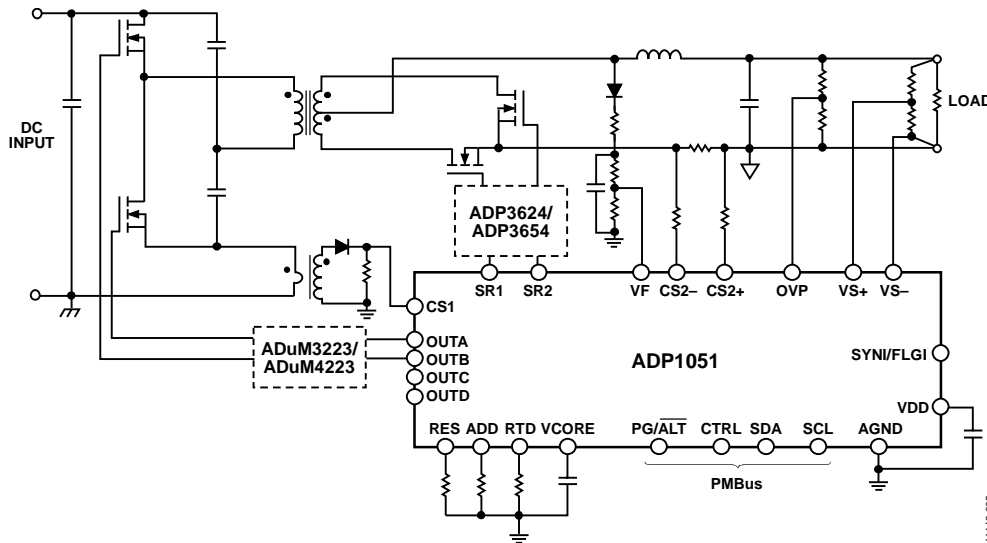 DC
INPUT
LOAD
ADP3624/
ADP3654
SR1 SR2 VF CS2– CS2+ OVP VS+ VS–
CS1
ADuM3223/
ADuM4223
OUTA
OUTB
OUTC
OUTD
ADP1051
SYNI/FLGI
VDD
RES ADD RTD VCORE PG/ALT CTRL SDA SCL AGND
PMBus